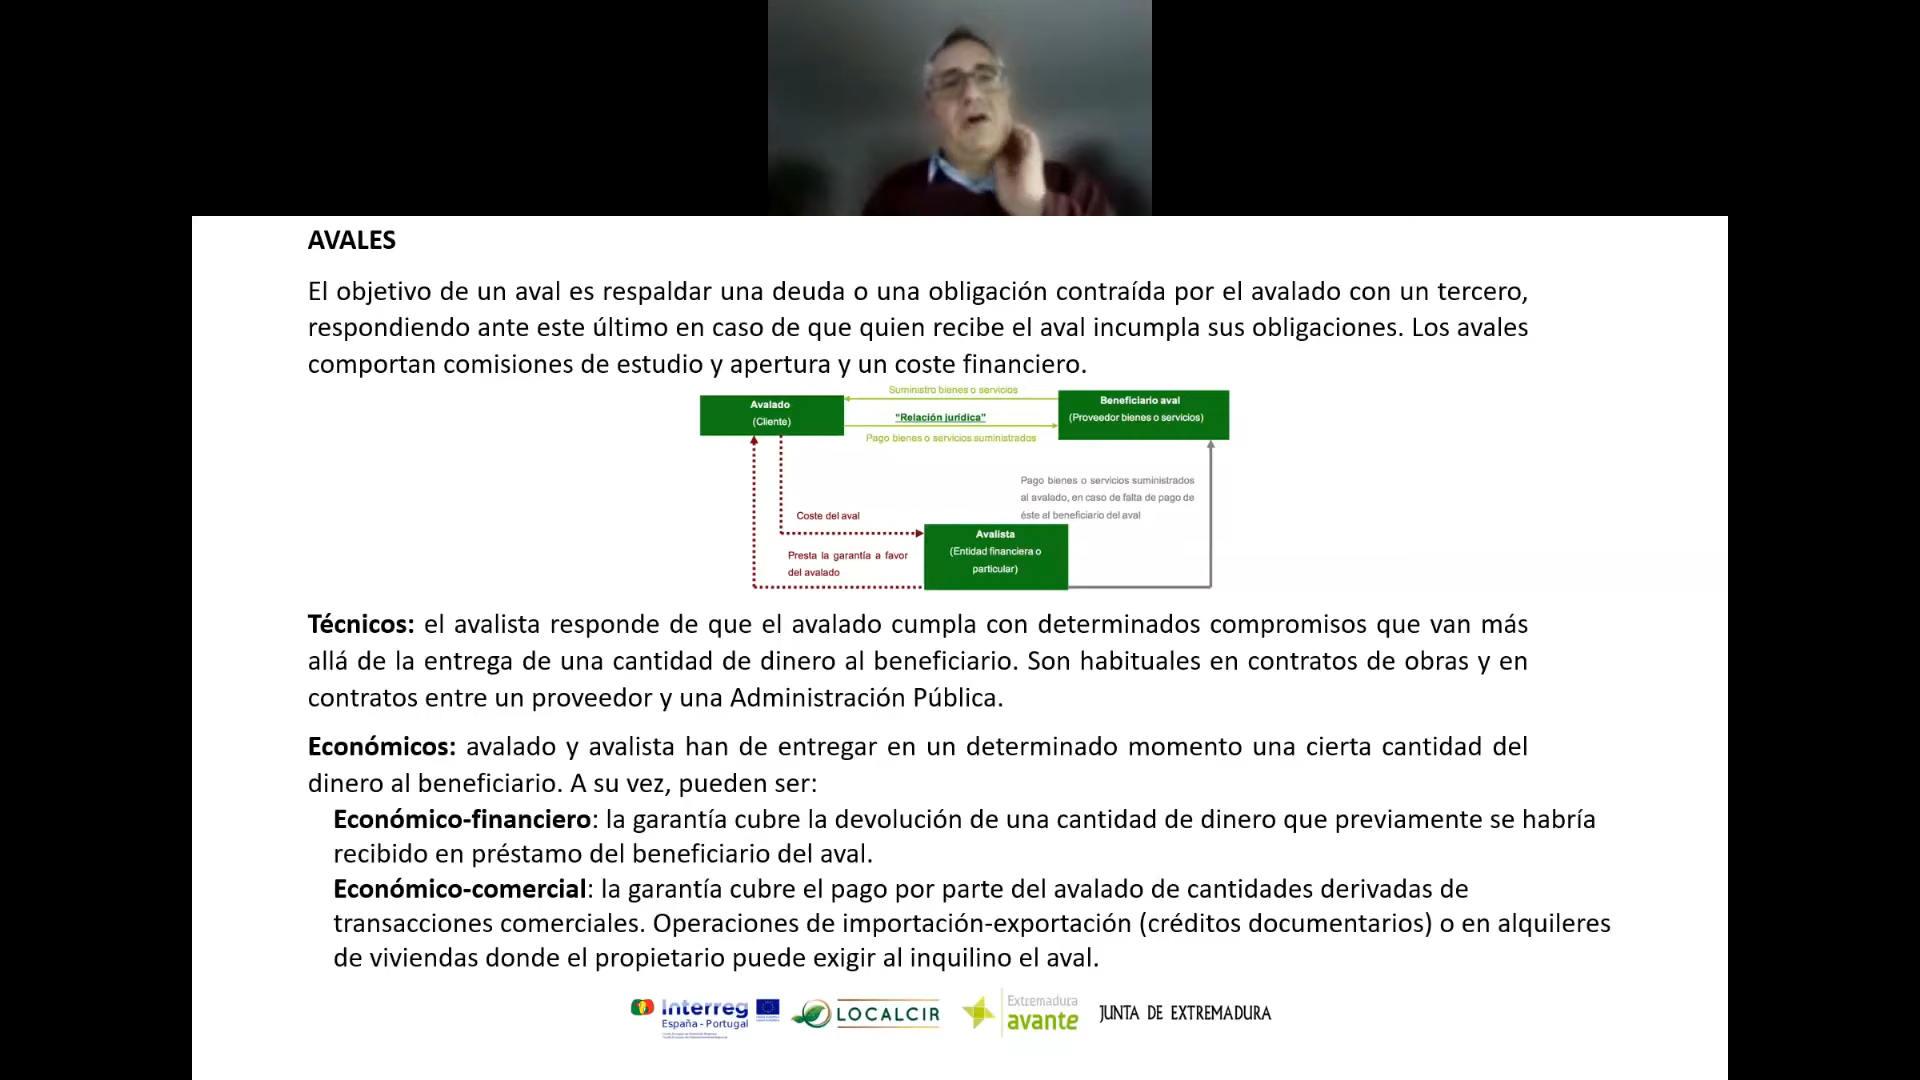 AVALES
El objetivo de un aval es respaldar una deuda o una obligación contraída por el avalado con un tercero,
respondiendo ante este último en caso de que quien recibe el aval incumpla sus obligaciones. Los avales
comportan comisiones de estudio y apertura y un coste financiero.
Suministro bienes o servicios
Avalado
(Cliente)
"Relación jurídica"
Beneficiario aval
(Proveedor bienes o servicios)
Pago bienes o servicios suministrados
Pago bienes o servicios suministrados
al avalado, en caso de falta de pago de
éste al beneficiario del aval
Coste del aval
Presta la garantía a favor
del avalado
Avalista
(Entidad financiera o
particular)
Técnicos: el avalista responde de que el avalado cumpla con determinados compromisos que van más
allá de la entrega de una cantidad de dinero al beneficiario. Son habituales en contratos de obras y en
contratos entre un proveedor y una Administración Pública.
Económicos: avalado y avalista han de entregar en un determinado momento una cierta cantidad del
dinero al beneficiario. A su vez, pueden ser:
Económico-financiero: la garantía cubre la devolución de una cantidad de dinero que previamente se habría
recibido en préstamo del beneficiario del aval.
Económico-comercial: la garantía cubre el pago por parte del avalado de cantidades derivadas de
transacciones comerciales. Operaciones de importación-exportación (créditos documentarios) o en alquileres
de viviendas donde el propietario puede exigir al inquilino el aval.
Interreg
España - Portugal
LOCALCIR
Extremadura
avante
JUNTA DE EXTREMADURA